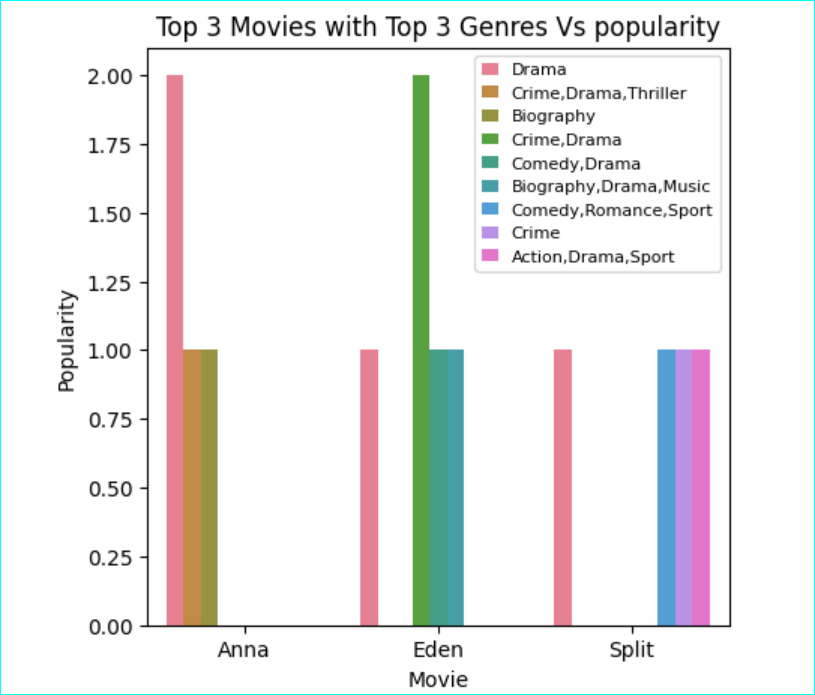 Top 3 Movies with Top 3 Genres Vs popularity
Drama
Crime,Drama,Thriller
Biography
Crime,Drama
Comedy,Drama
Biography,Drama,Music
Comedy,Romance,Sport
Crime
Action,Drama,Sport
Popularity
2.00
1.75
1.50
1.25
1.00
0.75
0.50
0.25
0.00
Anna Eden Split
Movie